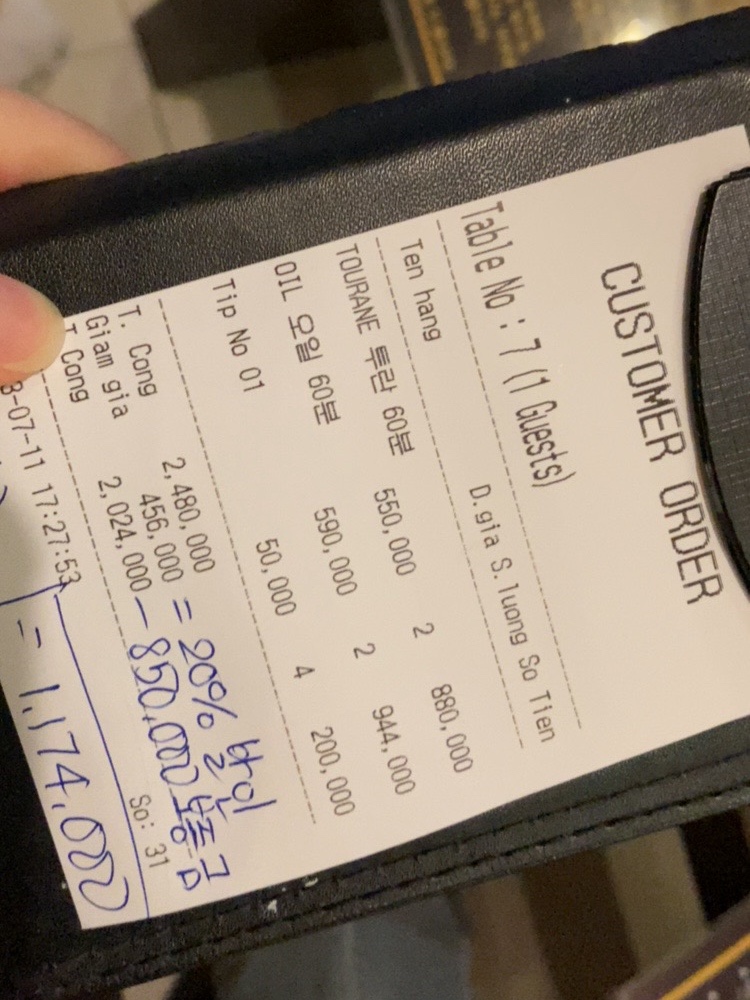 CUSTOMER ORDER
Table No : 7 (1 Guests)
Ten hang D.gia S.luong So Tien
TOURANE 투란 60분 550,000 2 880,000
OIL 오일 60분 590,000 2 944,000
Tip No 01 50,000 4 200,000
T. Cong 2,480,000
Giam gia 456,000 = 20% 할인
T Cong 2,024,000 - 850,000
So: 31
3-07-11 17:27:53
= 1,174,000